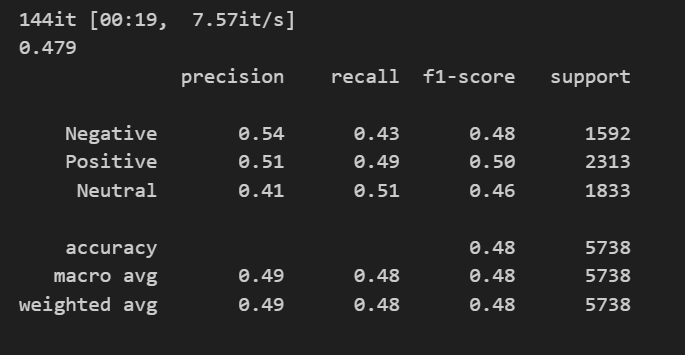 144it [00:19,  7.57it/s]
0.479
              precision    recall  f1-score   support

    Negative       0.54      0.43      0.48      1592
    Positive       0.51      0.49      0.50      2313
     Neutral       0.41      0.51      0.46      1833

    accuracy                           0.48      5738
   macro avg       0.49      0.48      0.48      5738
weighted avg       0.49      0.48      0.48      5738